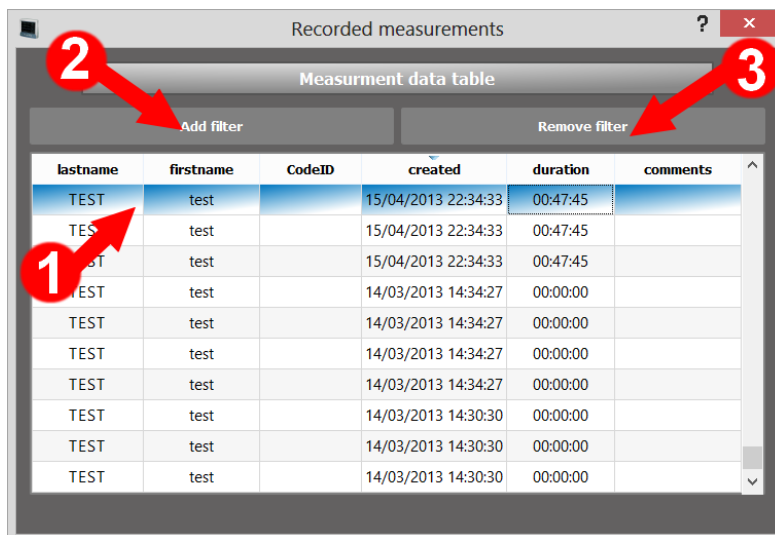 Recorded measurements ? ×
2 3
Measurment data table
Add filter Remove filter
lastname firstname CodeID created duration comments
TEST test 15/04/2013 22:34:33 00:47:45
TES test 15/04/2013 22:34:33 00:47:45
1 ST test 15/04/2013 22:34:33 00:47:45
TEST test 14/03/2013 14:34:27 00:00:00
TEST test 14/03/2013 14:34:27 00:00:00
TEST test 14/03/2013 14:34:27 00:00:00
TEST test 14/03/2013 14:34:27 00:00:00
TEST test 14/03/2013 14:30:30 00:00:00
TEST test 14/03/2013 14:30:30 00:00:00
TEST test 14/03/2013 14:30:30 00:00:00